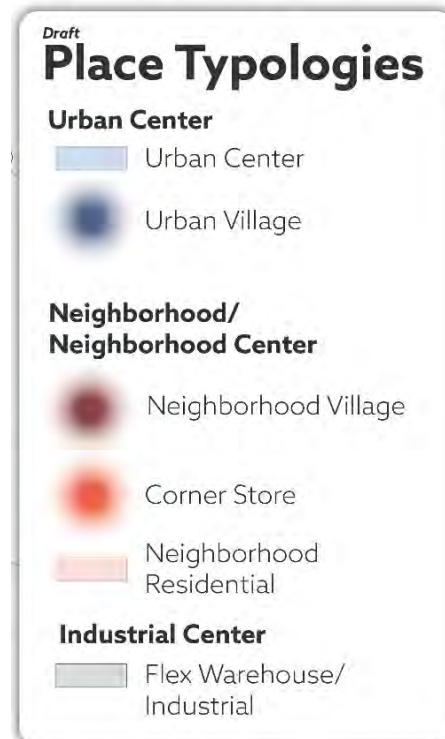 Draft
Place Typologies
Urban Center
Urban Center
Urban Village
Neighborhood/
Neighborhood Center
Neighborhood Village
Corner Store
Neighborhood
Residential
Industrial Center
Flex Warehouse/
Industrial